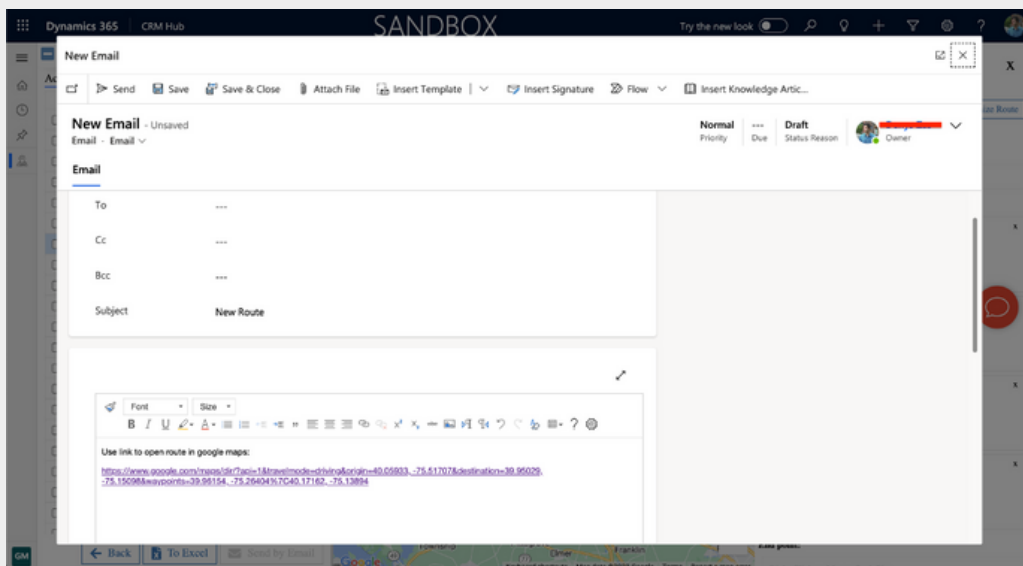 Dynamics 365 CRM Hub SANDBOX Try the new look
New Email
X
Send Save Save & Close Attach File Insert Template Insert Signature Flow Insert Knowledge Artic...
New Email - Unsaved
Email - Email
Normal
Priority
---
Due
Draft
Status Reason
Owner
Email
To ---
Cc ---
Bcc ---
Subject New Route
Font Size
Use link to open route in google maps:
https://www.google.com/maps/dir/?api=1&travelmode=driving&origin=40.05933, -75.51707&destination=39.95029,
-75.15098&waypoints=39.96154, -75.26404%7C40.17162, -75.13894
GM
Back To Excel Send by Email
Google
Omer
Franklin